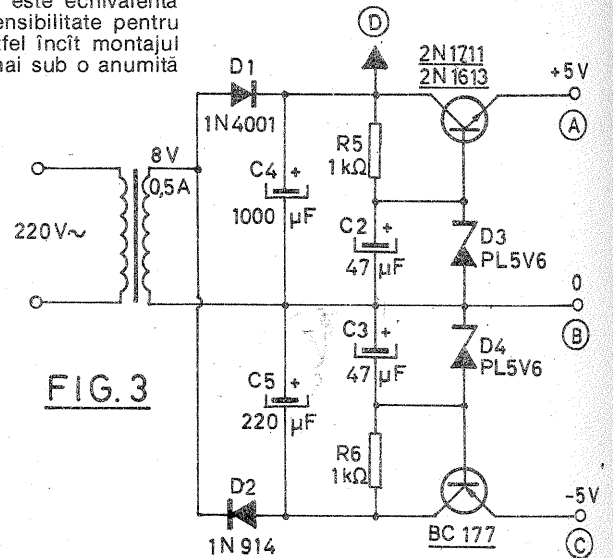 este echivalentă
ensibilitate pentru
fel încît montajul
mai sub o anumită
D
2N1711
2N1613
+5V
A
D1
1N4001
8V
0,5A
220V~
C4 +
1000 µF
R5
1kΩ
C2 +
47 µF
D3
PL5V6
0
B
C3 +
47 µF
D4
PL5V6
FIG. 3
C5 +
220 µF
R6
1kΩ
D2
1N914
BC 177
-5V
C